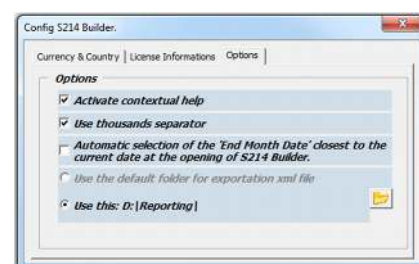 Config S214 Builder.
Currency & Country | License Informations | Options |
Options
Activate contextual help
Use thousands separator
Automatic selection of the 'End Month Date' closest to the
current date at the opening of S214 Builder.
Use the default folder for exportation xml file
Use this: D:|Reporting|